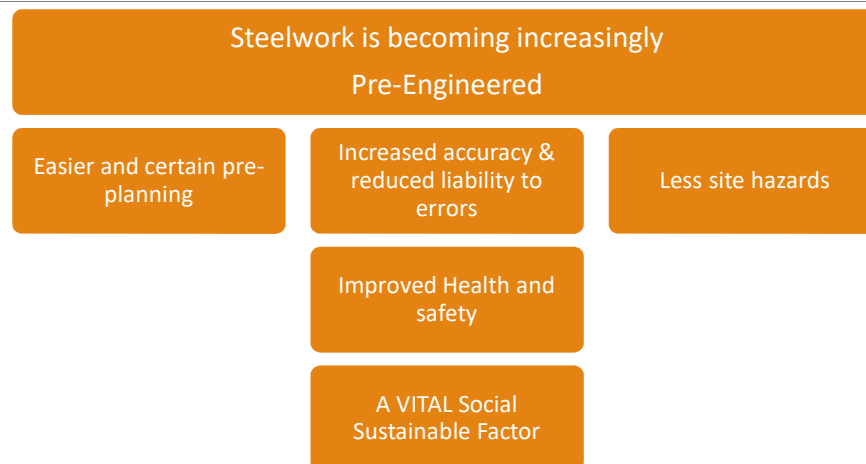 Steelwork is becoming increasingly
Pre-Engineered
Easier and certain pre-
planning
Increased accuracy &
reduced liability to
errors
Less site hazards
Improved Health and
safety
A VITAL Social
Sustainable Factor